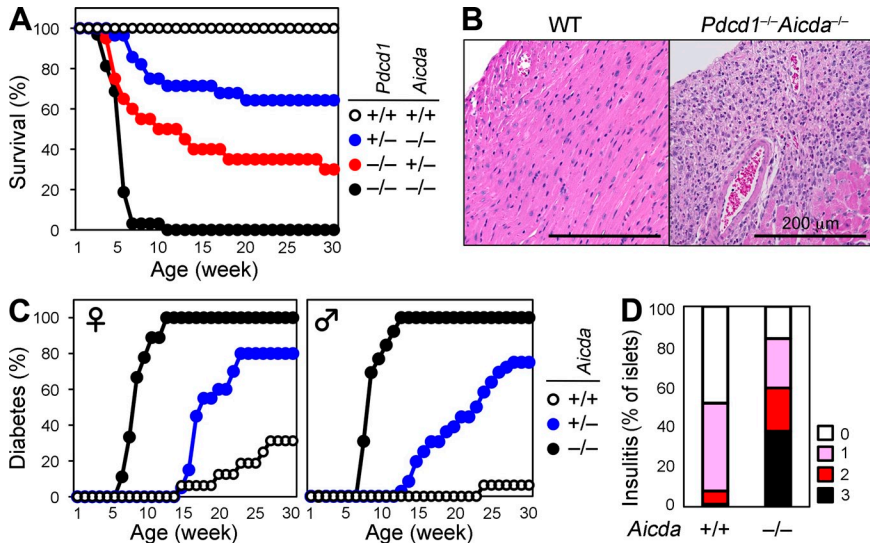 A
Survival (%)
100
80
60
40
20
0
1 5 10 15 20 25 30
Age (week)
Pdcd1 Aicda
+/+ +/+
+/– –/–
–/– +/–
–/– –/–
B
WT
Pdcd1–/–Aicda–/–
200 μm
C
♀
Diabetes (%)
100
80
60
40
20
0
1 5 10 15 20 25 30
Age (week)
♂
1 5 10 15 20 25 30
Age (week)
Aicda
+/+
+/–
–/–
D
Insulitis (% of islets)
100
80
60
40
20
0
Aicda +/+ –/–
0
1
2
3